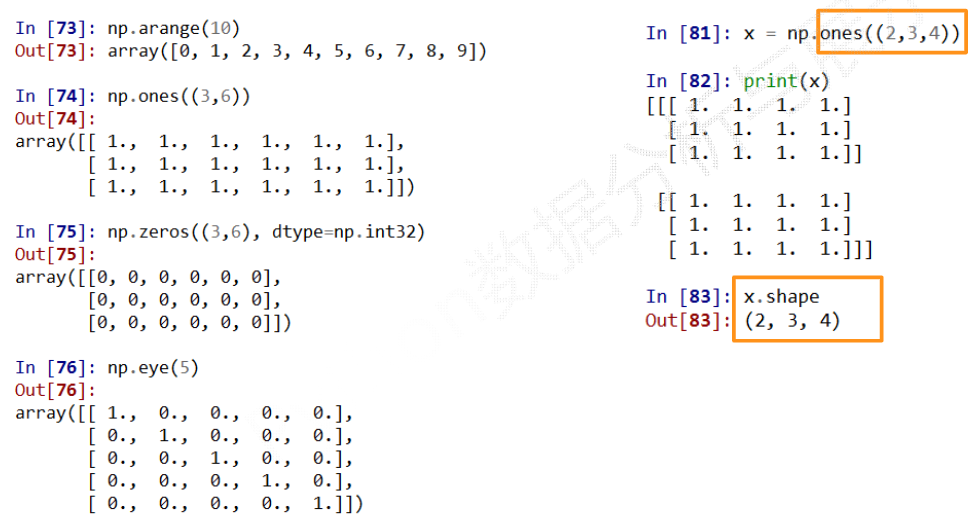 In [73]: np.arange(10)
Out[73]: array([0, 1, 2, 3, 4, 5, 6, 7, 8, 9])
In [74]: np.ones((3,6))
Out[74]:
array([[ 1., 1., 1., 1., 1., 1.],
[ 1., 1., 1., 1., 1., 1.],
[ 1., 1., 1., 1., 1., 1.]])
In [75]: np.zeros((3,6), dtype=np.int32)
Out[75]:
array([[0, 0, 0, 0, 0, 0],
[0, 0, 0, 0, 0, 0],
[0, 0, 0, 0, 0, 0]])
In [76]: np.eye(5)
Out[76]:
array([[ 1., 0., 0., 0., 0.],
[ 0., 1., 0., 0., 0.],
[ 0., 0., 1., 0., 0.],
[ 0., 0., 0., 1., 0.],
[ 0., 0., 0., 0., 1.]])
In [81]: x = np.ones((2,3,4))
In [82]: print(x)
[[[ 1. 1. 1. 1.]
[ 1. 1. 1. 1.]
[ 1. 1. 1. 1.]]
[[ 1. 1. 1. 1.]
[ 1. 1. 1. 1.]
[ 1. 1. 1. 1.]]]
In [83]: x.shape
Out[83]: (2, 3, 4)
数据分析与